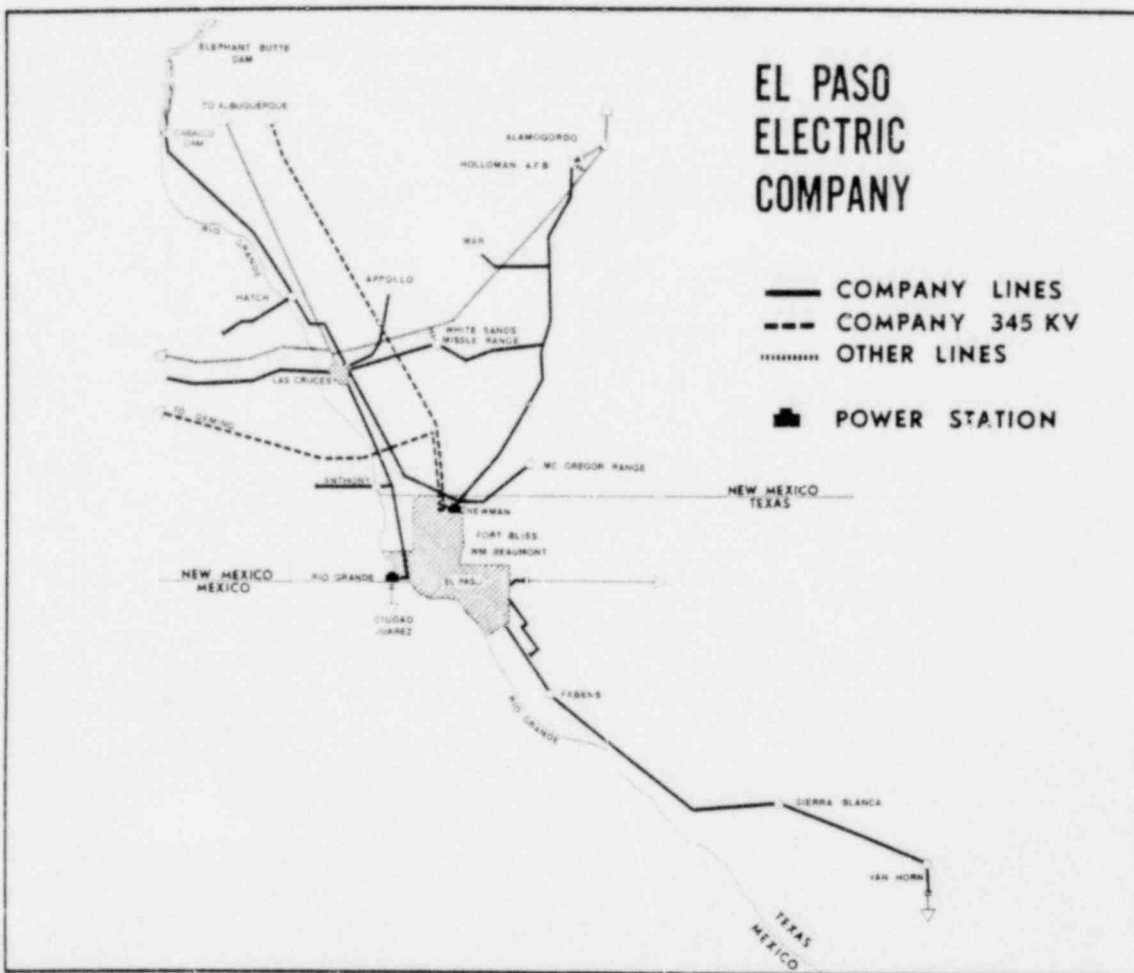 ELEPHANT BUTTE
DAM
TO ALBUQUERQUE
CABALLO
DAM
RIO GRANDE
HATCH
APPOLLO
MAR
ALAMOGORDO
HOLLOMAN A.F.B.
WHITE SANDS
MISSLE RANGE
LAS CRUCES
TO DEMING
ANTHONY
MC GREGOR RANGE
NEW MEXICO
TEXAS
NEWMAN
FORT BLISS
WM. BEAUMONT
NEW MEXICO
MEXICO
RIO GRANDE
EL PASO
CIUDAD
JUAREZ
FABENS
RIO GRANDE
SIERRA BLANCA
VAN HORN
TEXAS
MEXICO
EL PASO
ELECTRIC
COMPANY
COMPANY LINES
COMPANY 345 KV
OTHER LINES
POWER STATION